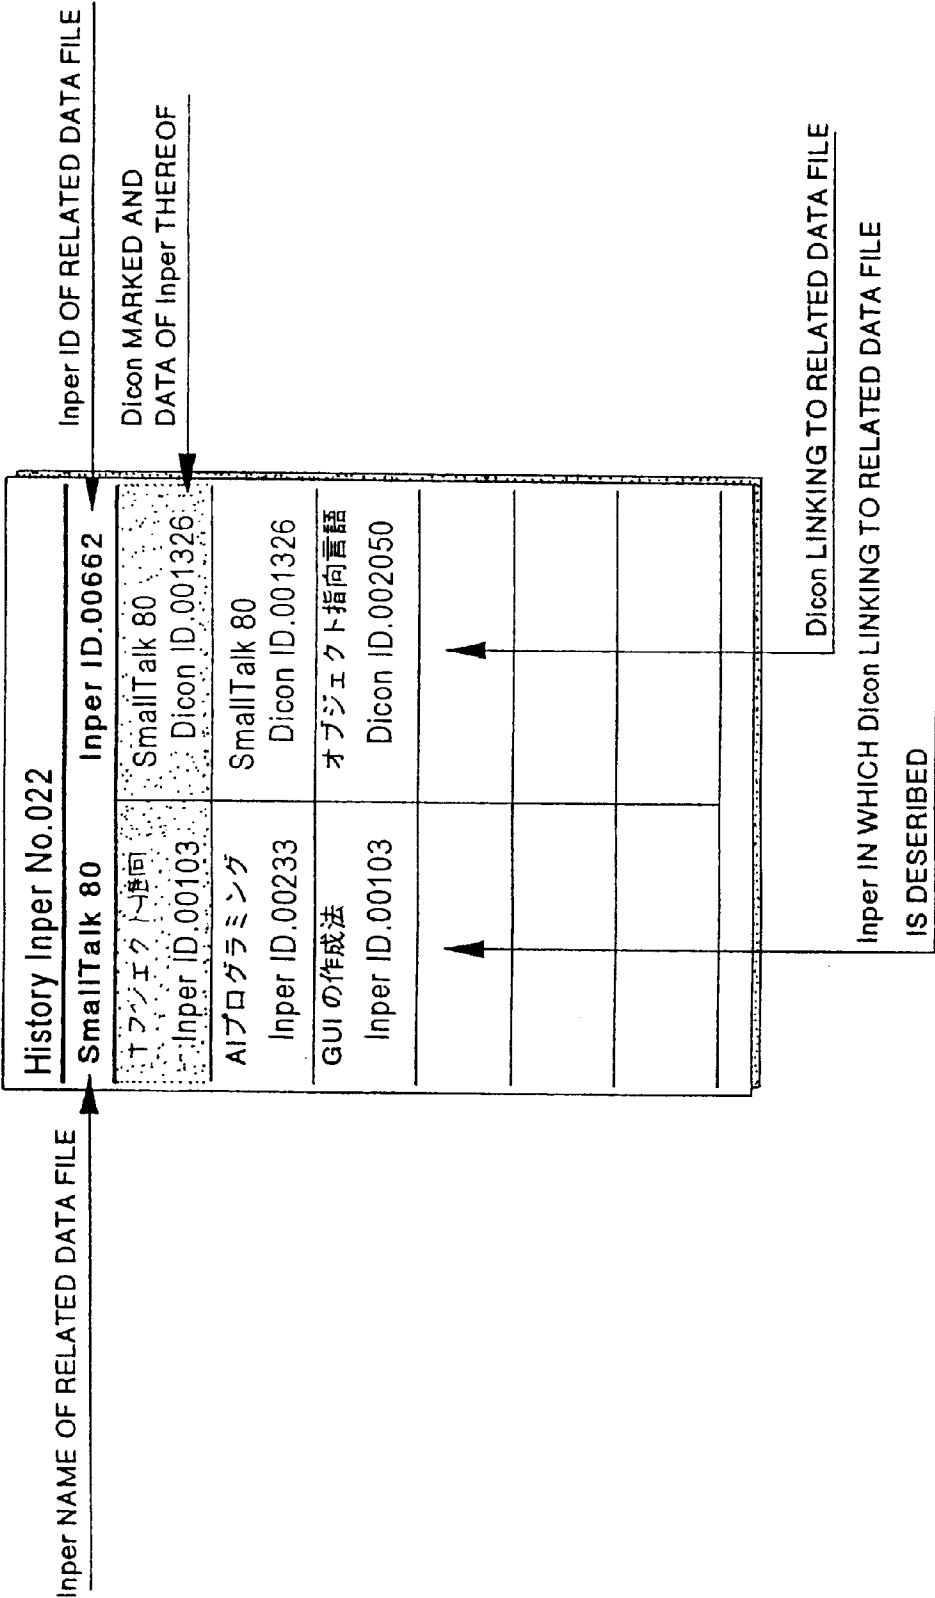 Inper NAME OF RELATED DATA FILE
Inper ID OF RELATED DATA FILE
Dicon MARKED AND
DATA OF Inper THEREOF
History Inper No.022
SmallTalk 80 Inper ID.00662
SmallTalk 80
Inper ID.00103 Dicon ID.001326
AIプログラミング SmallTalk 80
Inper ID.00233 Dicon ID.001326
GUIの作成法 オブジェクト指向言語
Inper ID.00103 Dicon ID.002050
Dicon LINKING TO RELATED DATA FILE
Inper IN WHICH DIcon LINKING TO RELATED DATA FILE
IS DESERIBED